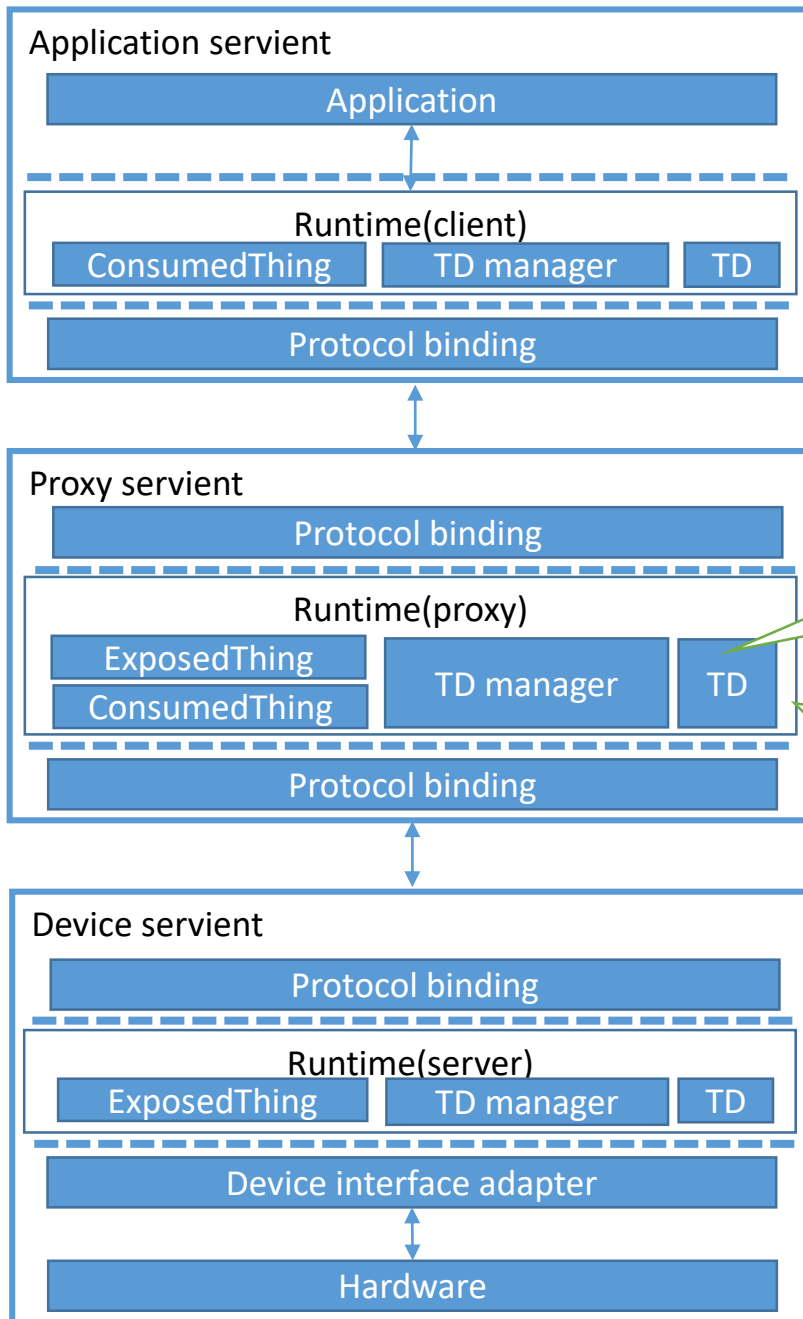 Application servient
Application
Runtime(client)
ConsumedThing TD manager TD
Protocol binding
Proxy servient
Protocol binding
Runtime(proxy)
ExposedThing
TD manager TD
ConsumedThing
Protocol binding
Device servient
Protocol binding
Runtime(server)
ExposedThing TD manager TD
Device interface adapter
Hardware